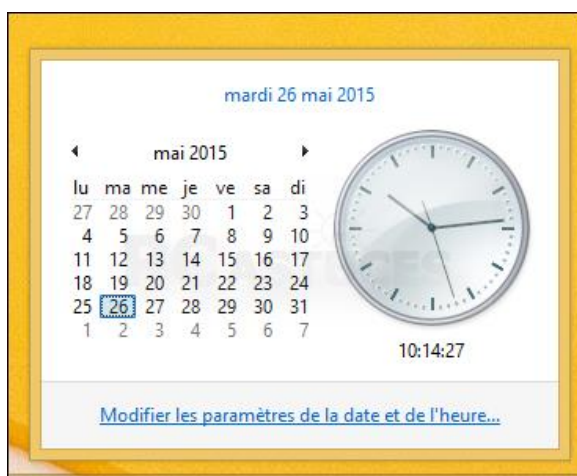 mardi 26 mai 2015
mai 2015
lu ma me je ve sa di
27 28 29 30 1 2 3
4 5 6 7 8 9 10
11 12 13 14 15 16 17
18 19 20 21 22 23 24
25 26 27 28 29 30 31
1 2 3 4 5 6 7
10:14:27
Modifier les paramètres de la date et de l'heure...